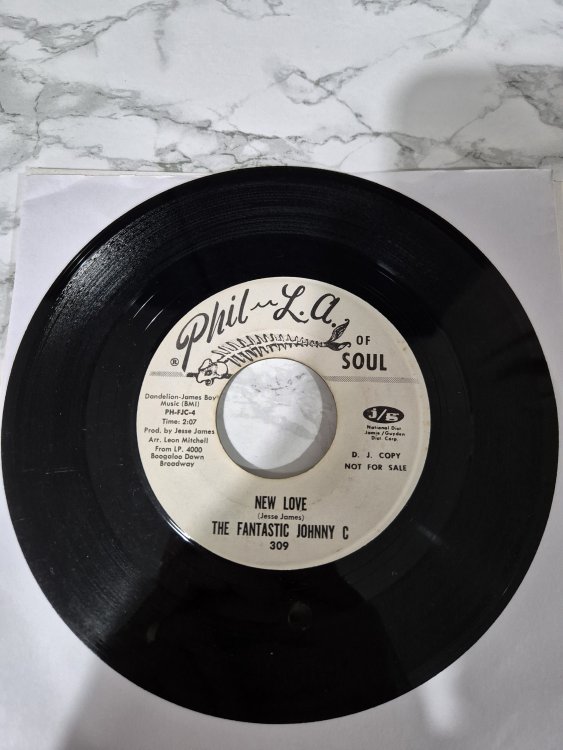 Phil-L.A.
OF
SOUL
®
Dandelion-James Boy
Music (BMI)
PH-FJC-4
Time: 2:07
Prod. by Jesse James
Arr. Leon Mitchell
From LP. 4000
Boogaloo Down
Broadway
j/g
National Dist
Jamie/Guyden
Dist Corp.
D. J. COPY
NOT FOR SALE
NEW LOVE
(Jesse James)
THE FANTASTIC JOHNNY C
309